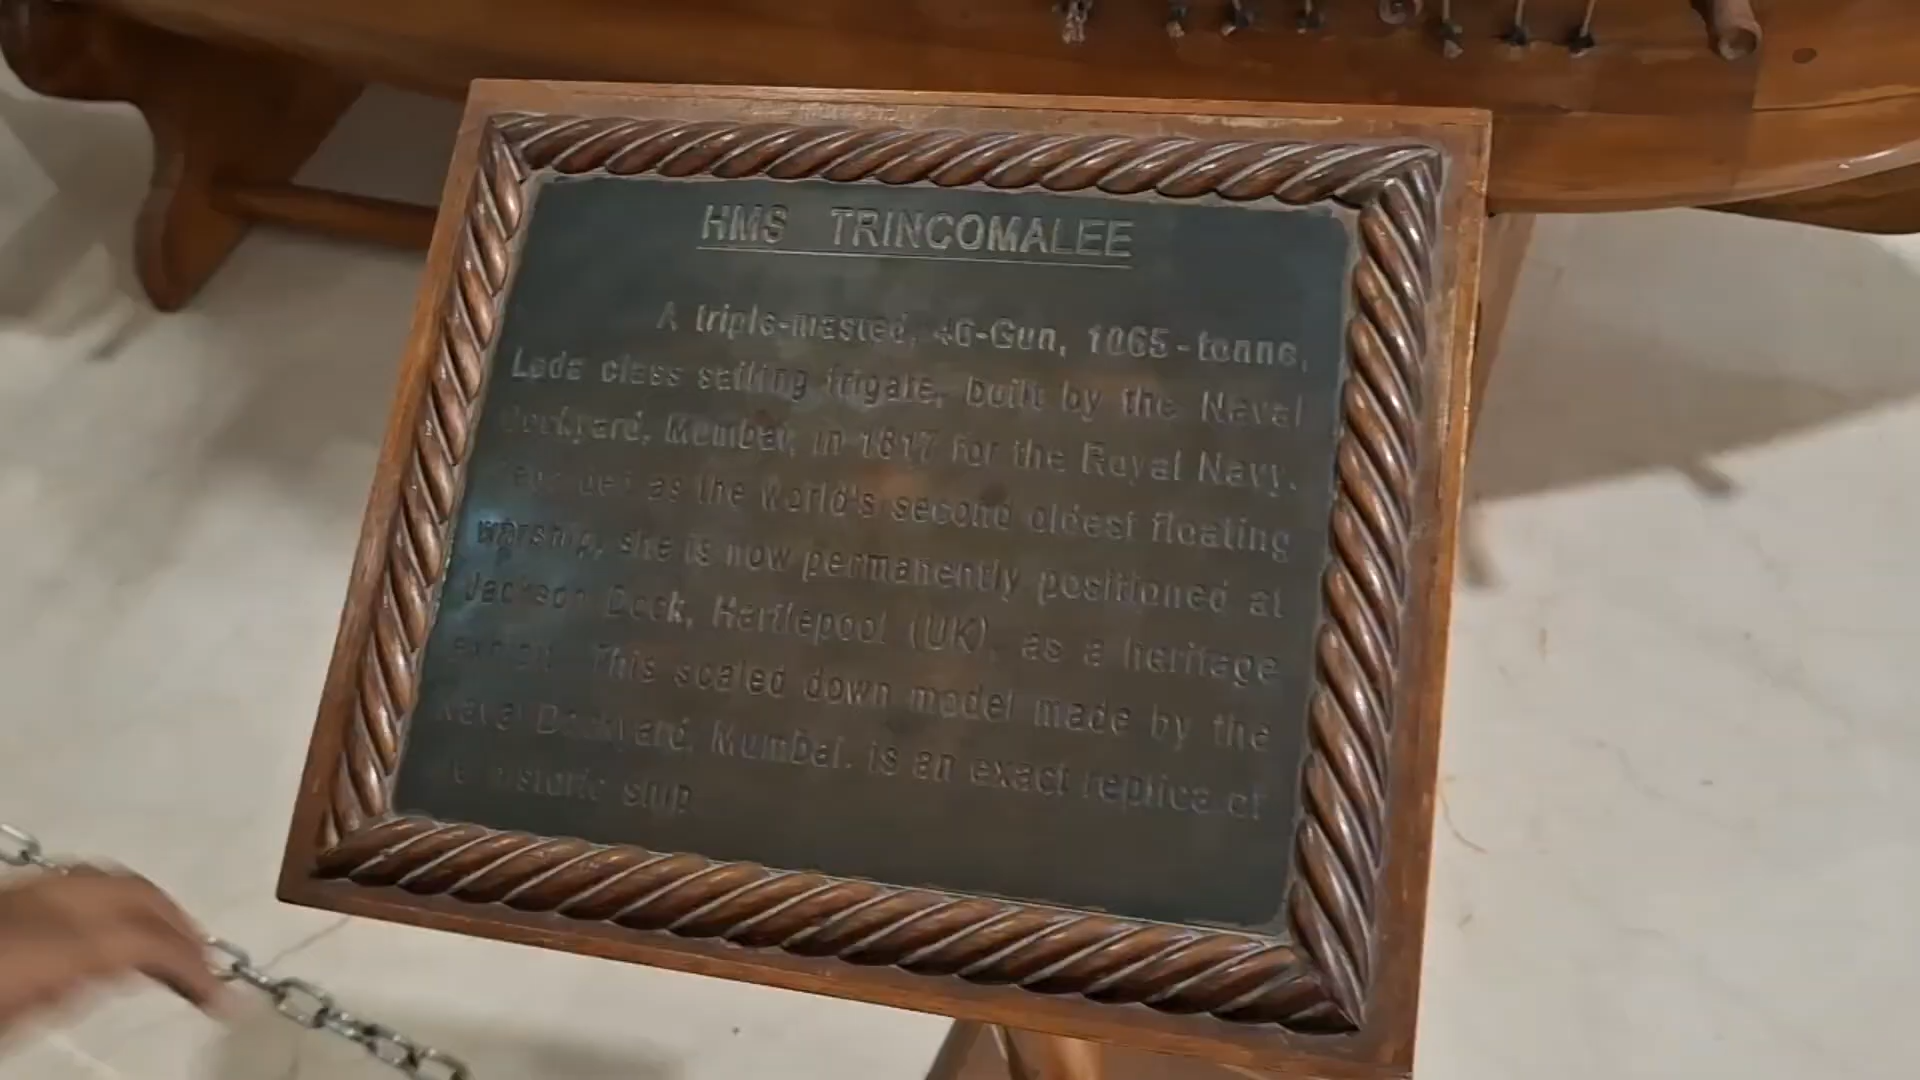 HMS TRINCOMALEE
A triple-masted, 46-Gun, 1065-tonne,
Leda class sailing frigate, built by the Naval
Dockyard, Mumbai, in 1817 for the Royal Navy.
as the world's second oldest floating
warship, she is now permanently positioned at
Jackson Dock, Hartlepool (UK), as a heritage
exhibit. This scaled down model made by the
Naval Dockyard, Mumbai, is an exact replica of
historic ship